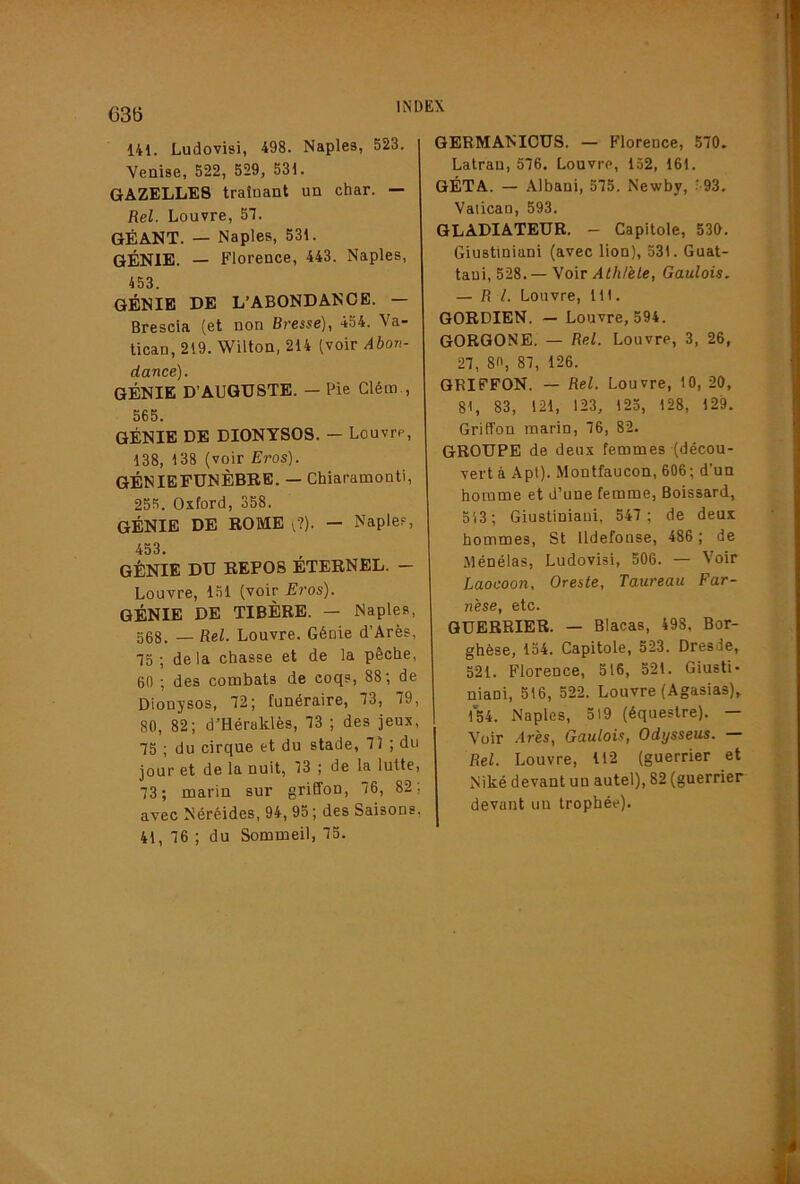 636
INDEX
141. Ludovisi, 498. Naples, 523.
Venise, 522, 529, 531.
GAZELLES traînant un char. —
Rel. Louvre, 57.
GÉANT. — Naples, 531.
GÉNIE. — Florence, 443. Naples,
453.
GÉNIE DE L'ABONDANCE. —
Brescia (et non Bresse), 454. Va-
tican, 219. Wilton, 214 (voir Abon-
dance).
GÉNIE D'AUGUSTE. — Pie Clém.,
565.
GÉNIE DE DIONYSOS. — Louvre,
138, 138 (voir Eros).
GÉNIE FUNÈBRE. — Chiaramonti,
255. Oxford, 358.
GÉNIE DE ROME (?). — Naples,
453.
GÉNIE DU REPOS ÉTERNEL. —
Louvre, 151 (voir Eros).
GÉNIE DE TIBÈRE. — Naples,
568. — Rel. Louvre. Génie d'Arès,
75 ; de la chasse et de la pêche,
60 ; des combats de coqs, 88 ; de
Dionysos, 72; funéraire, 73, 79,
80, 82; d'Héraklès, 73 ; des jeux,
75 ; du cirque et du stade, 77 ; du
jour et de la nuit, 73 ; de la lutte,
73; marin sur griffon, 76, 82;
avec Néréides, 94, 95 ; des Saisons,
41, 76 ; du Sommeil, 75.
GERMANICUS. — Florence, 570.
Latran, 576. Louvre, 152, 161.
GÉTA. — Albani, 575. Newby, 93.
Vatican, 593.
GLADIATEUR. — Capitole, 530.
Giustiniani (avec lion), 531. Guat-
tani, 528. — Voir Athlète, Gaulois.
— R l. Louvre, 111.
GORDIEN. — Louvre, 594.
GORGONE. — Rel. Louvre, 3, 26,
27, 80, 87, 126.
GRIFFON. — Rel. Louvre, 10, 20,
81, 83, 121, 123, 125, 128, 129.
Griffon marin, 76, 82.
GROUPE de deux femmes (décou-
vert à Apt). Montfaucon, 606; d'un
homme et d'une femme, Boissard,
513 ; Giustiniani, 547 ; de deux
hommes, St Ildefonse, 486 ; de
Ménélas, Ludovisi, 506. — Voir
Laocoon, Oreste, Taureau Far-
nèse, etc.
GUERRIER. — Blacas, 498. Bor-
ghèse, 154. Capitole, 523. Dresde,
521. Florence, 516, 521. Giusti-
niani, 516, 522. Louvre (Agasias),
154. Naples, 519 (équestre). —
Voir Arès, Gaulois, Odysseus. —
Rel. Louvre, 112 (guerrier et
Niké devant un autel), 82 (guerrier
devant un trophée).